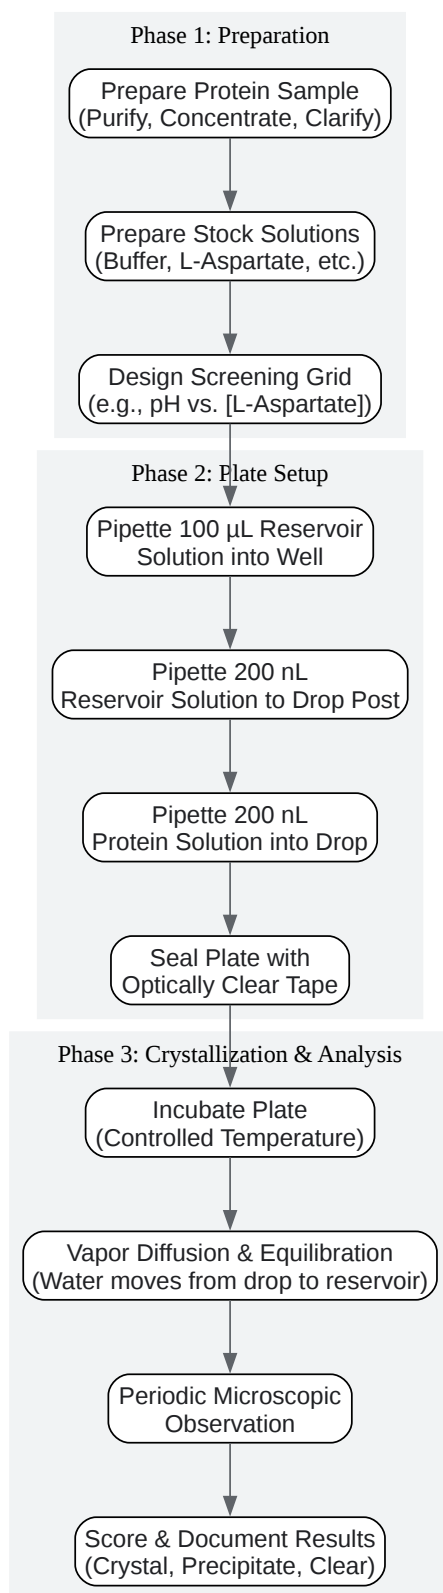 Phase 1: Preparation
Prepare Protein Sample
(Purify, Concentrate, Clarify)
Prepare Stock Solutions
(Buffer, L-Aspartate, etc.)
Design Screening Grid
(e.g., pH vs. [L-Aspartate])
Phase 2: Plate Setup
Pipette 100 µL Reservoir
Solution into Well
Pipette 200 nL
Reservoir Solution to Drop Post
Pipette 200 nL
Protein Solution into Drop
Seal Plate with
Optically Clear Tape
Phase 3: Crystallization & Analysis
Incubate Plate
(Controlled Temperature)
Vapor Diffusion & Equilibration
(Water moves from drop to reservoir)
Periodic Microscopic
Observation
Score & Document Results
(Crystal, Precipitate, Clear)